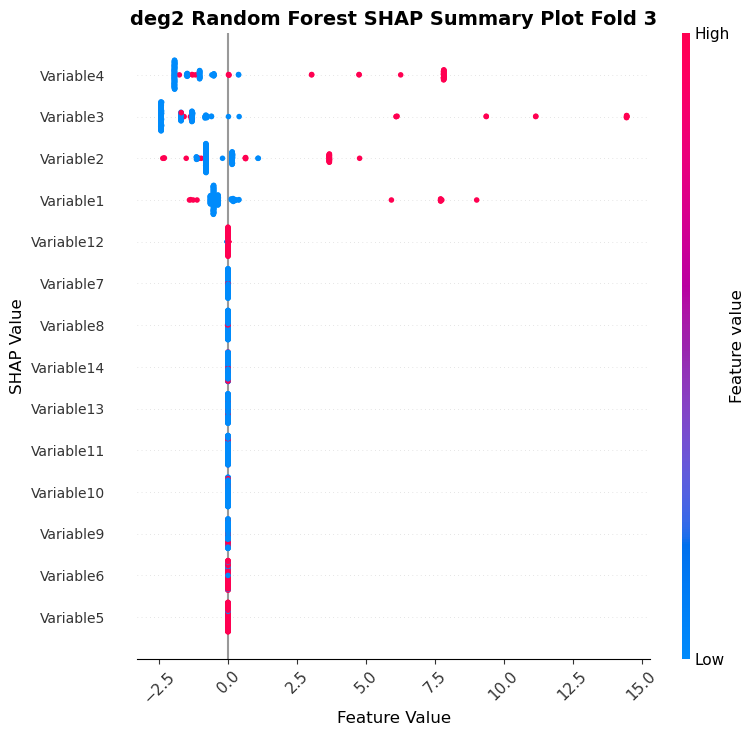 deg2 Random Forest SHAP Summary Plot Fold 3
High
Variable4
Variable3
Variable2
Variable1
Variable12
Variable7
Variable8
Variable14
Variable13
Variable11
Variable10
Variable9
Variable6
Variable5
SHAP Value
Feature value
Low
−2.5
0.0
2.5
5.0
7.5
10.0
12.5
15.0
Feature Value